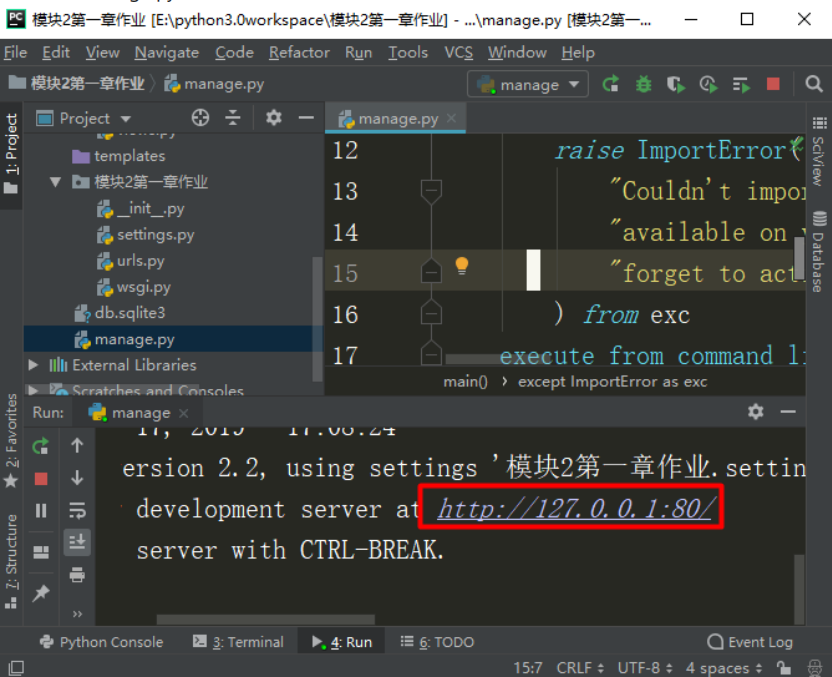 模块2第一章作业 [E:\python3.0workspace\模块2第一章作业] - ...\manage.py [模块2第一...
File Edit View Navigate Code Refactor Run Tools VCS Window Help
模块2第一章作业 manage.py manage
1: Project
Project
manage.py
templates
模块2第一章作业
__init__.py
settings.py
urls.py
wsgi.py
db.sqlite3
manage.py
External Libraries
Scratches and Consoles
12 raise ImportError(
13 "Couldn't impor
14 "available on
15 "forget to act
16 ) from exc
17 execute from command li
main() › except ImportError as exc
SciView
Database
Run: manage
17, 2019 17:08:24
ersion 2.2, using settings '模块2第一章作业.settin
development server at http://127.0.0.1:80/
server with CTRL-BREAK.
2: Favorites
7: Structure
Python Console 3: Terminal 4: Run 6: TODO Event Log
15:7 CRLF UTF-8 4 spaces